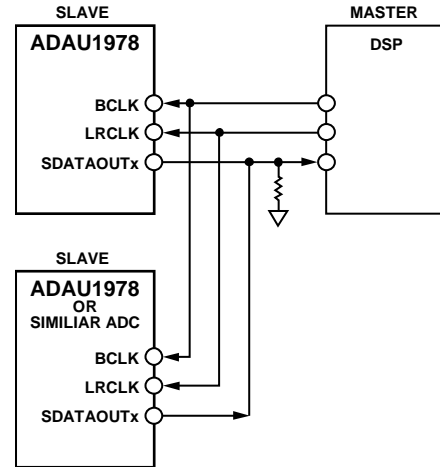 SLAVE
ADAU1978
BCLK
LRCLK
SDATAOUTx
MASTER
DSP
SLAVE
ADAU1978
OR
SIMILIAR ADC
BCLK
LRCLK
SDATAOUTx